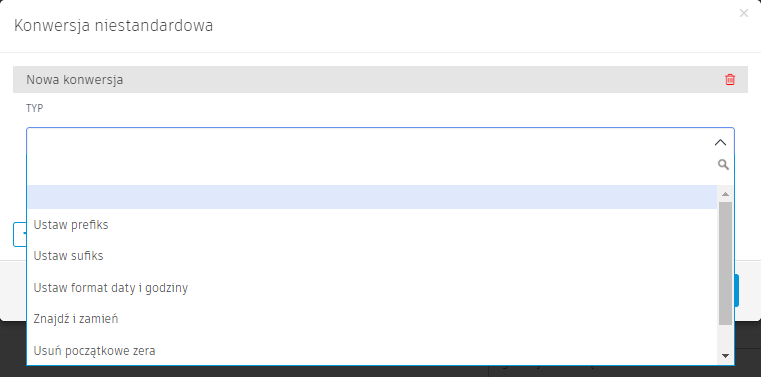 Konwersja niestandardowa
Nowa konwersja
TYP
Ustaw prefiks
Ustaw sufiks
Ustaw format daty i godziny
Znajdź i zamień
Usuń początkowe zera